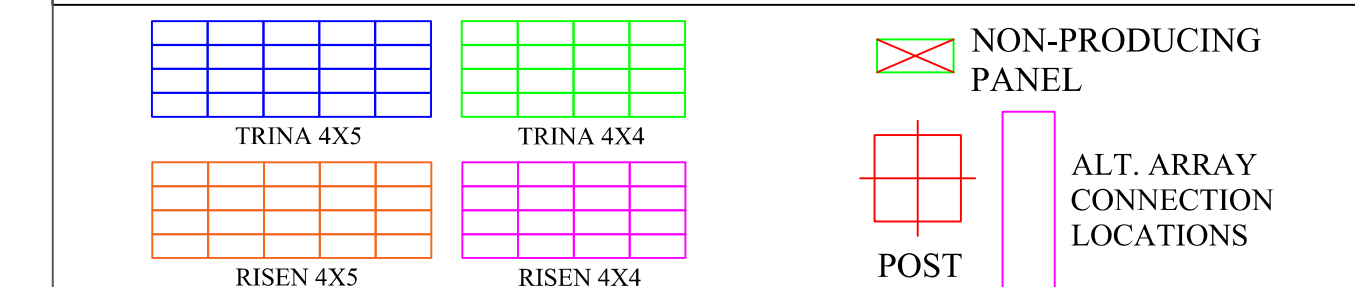 TRINA 4X5
TRINA 4X4
RISEN 4X5
RISEN 4X4
NON-PRODUCING
PANEL
POST
ALT. ARRAY
CONNECTION
LOCATIONS